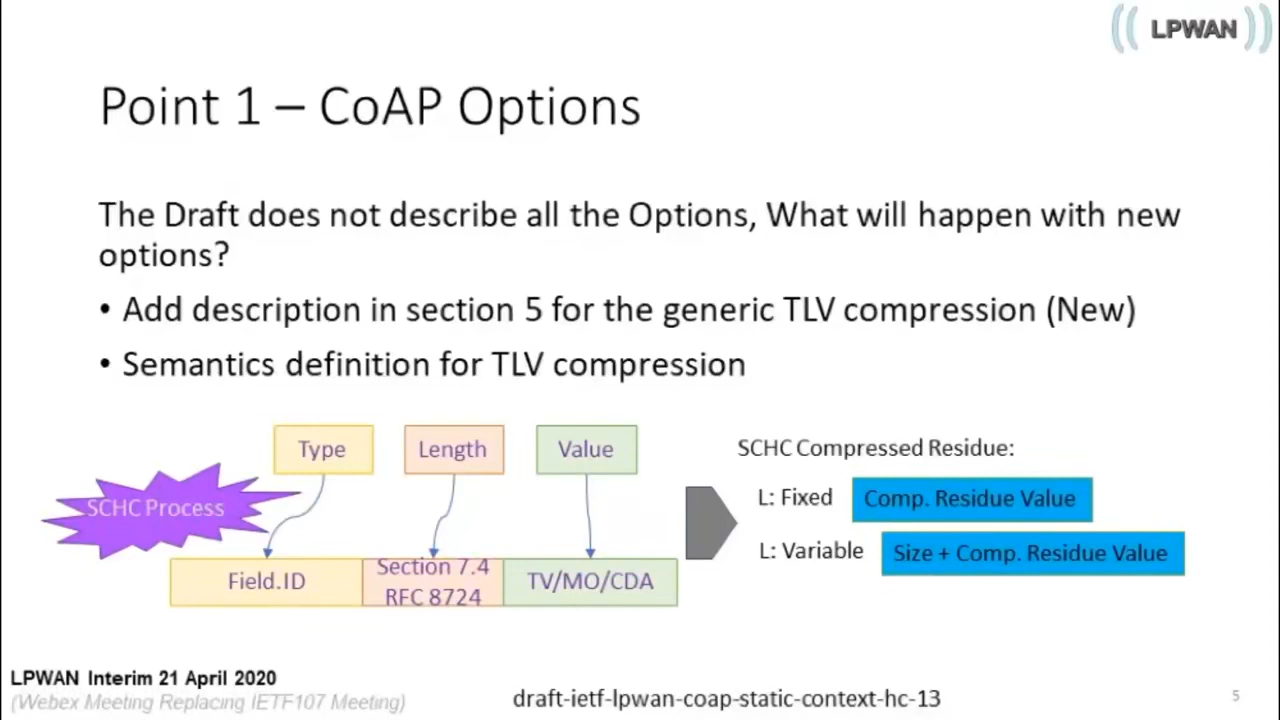 ((LPWAN))
Point 1 – CoAP Options
The Draft does not describe all the Options, What will happen with new
options?
• Add description in section 5 for the generic TLV compression (New)
• Semantics definition for TLV compression
Type
Length
Value
SCHC Process
Field.ID
Section 7.4
RFC 8724
TV/MO/CDA
SCHC Compressed Residue:
L: Fixed
Comp. Residue Value
L: Variable
Size + Comp. Residue Value
LPWAN Interim 21 April 2020
(Webex Meeting Replacing IETF107 Meeting)
draft-ietf-lpwan-coap-static-context-hc-13
5